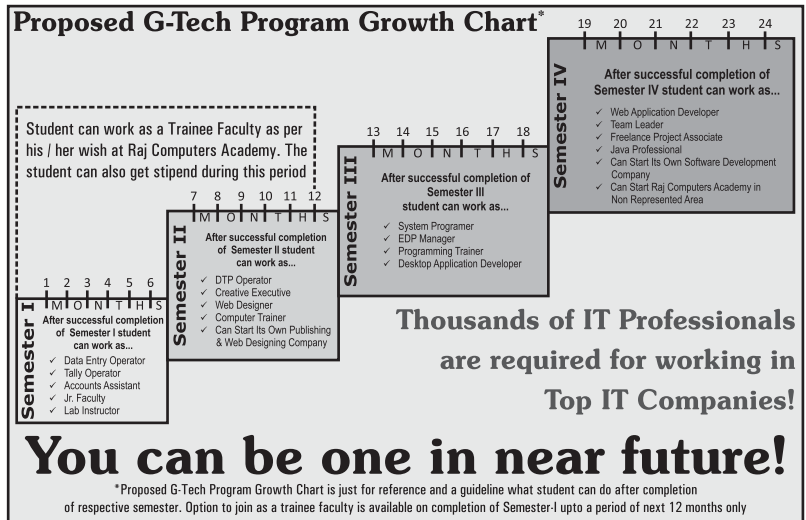 Proposed G-Tech Program Growth Chart*
Student can work as a Trainee Faculty as per
his / her wish at Raj Computers Academy. The
student can also get stipend during this period
1 2 3 4 5 6
M O N T H S
Semester I
After successful completion
of Semester I student
can work as...
✓ Data Entry Operator
✓ Tally Operator
✓ Accounts Assistant
✓ Jr. Faculty
✓ Lab Instructor
7 8 9 10 11 12
M O N T H S
Semester II
After successful completion
of Semester II student
can work as...
✓ DTP Operator
✓ Creative Executive
✓ Web Designer
✓ Computer Trainer
✓ Can Start Its Own Publishing
& Web Designing Company
13 14 15 16 17 18
M O N T H S
Semester III
After successful completion of
Semester III
student can work as...
✓ System Programer
✓ EDP Manager
✓ Programming Trainer
✓ Desktop Application Developer
19 20 21 22 23 24
M O N T H S
Semester IV
After successful completion of
Semester IV student can work as...
✓ Web Application Developer
✓ Team Leader
✓ Freelance Project Associate
✓ Java Professional
✓ Can Start Its Own Software Development
Company
✓ Can Start Raj Computers Academy in
Non Represented Area
Thousands of IT Professionals
are required for working in
Top IT Companies!
You can be one in near future!
*Proposed G-Tech Program Growth Chart is just for reference and a guideline what student can do after completion
of respective semester. Option to join as a trainee faculty is available on completion of Semester-I upto a period of next 12 months only